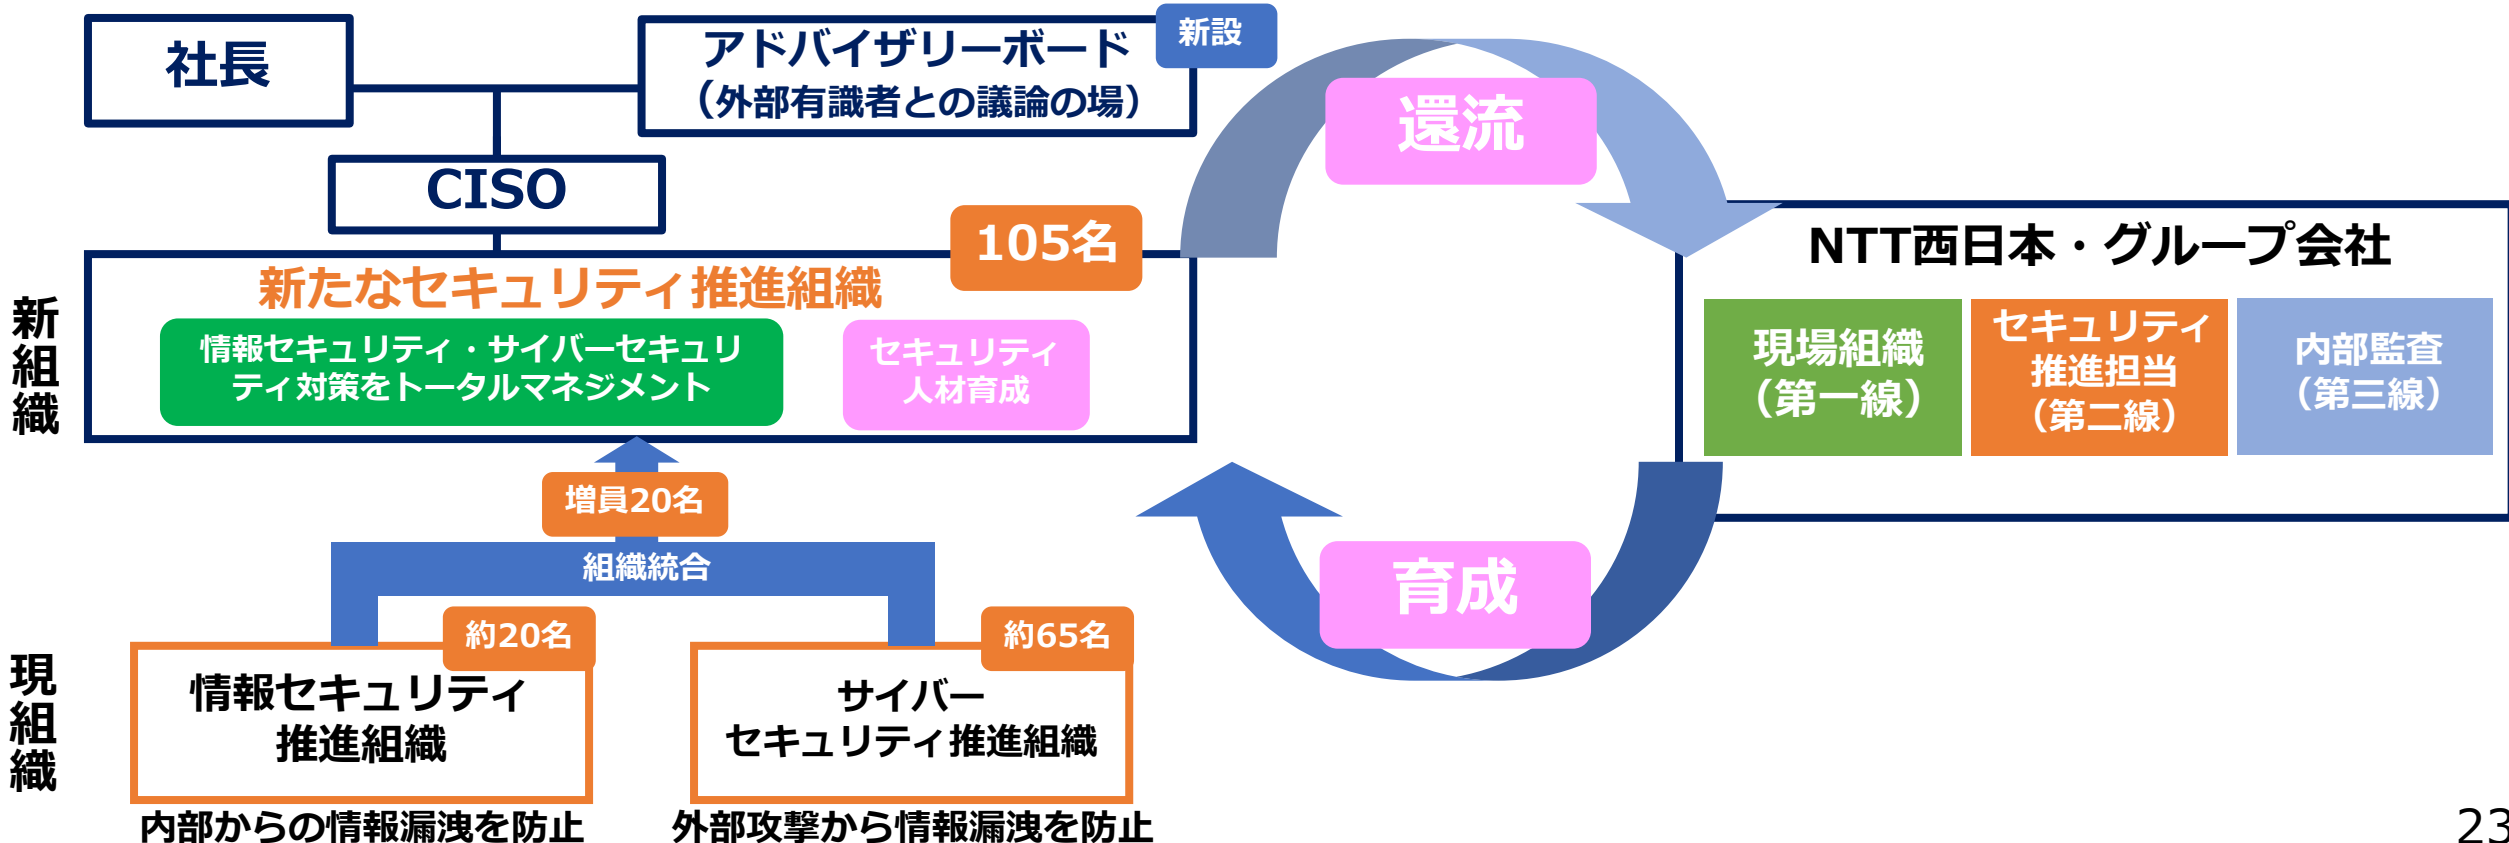 社長
アドバイザリーボード
（外部有識者との議論の場）
新設
CISO
新組織
新たなセキュリティ推進組織
105名
情報セキュリティ・サイバーセキュリ
ティ対策をトータルマネジメント
セキュリティ
人材育成
還流
NTT西日本・グループ会社
現場組織
（第一線）
セキュリティ
推進担当
（第二線）
内部監査
（第三線）
育成
増員20名
組織統合
現組織
約20名
情報セキュリティ
推進組織
内部からの情報漏洩を防止
約65名
サイバー
セキュリティ推進組織
外部攻撃から情報漏洩を防止
23